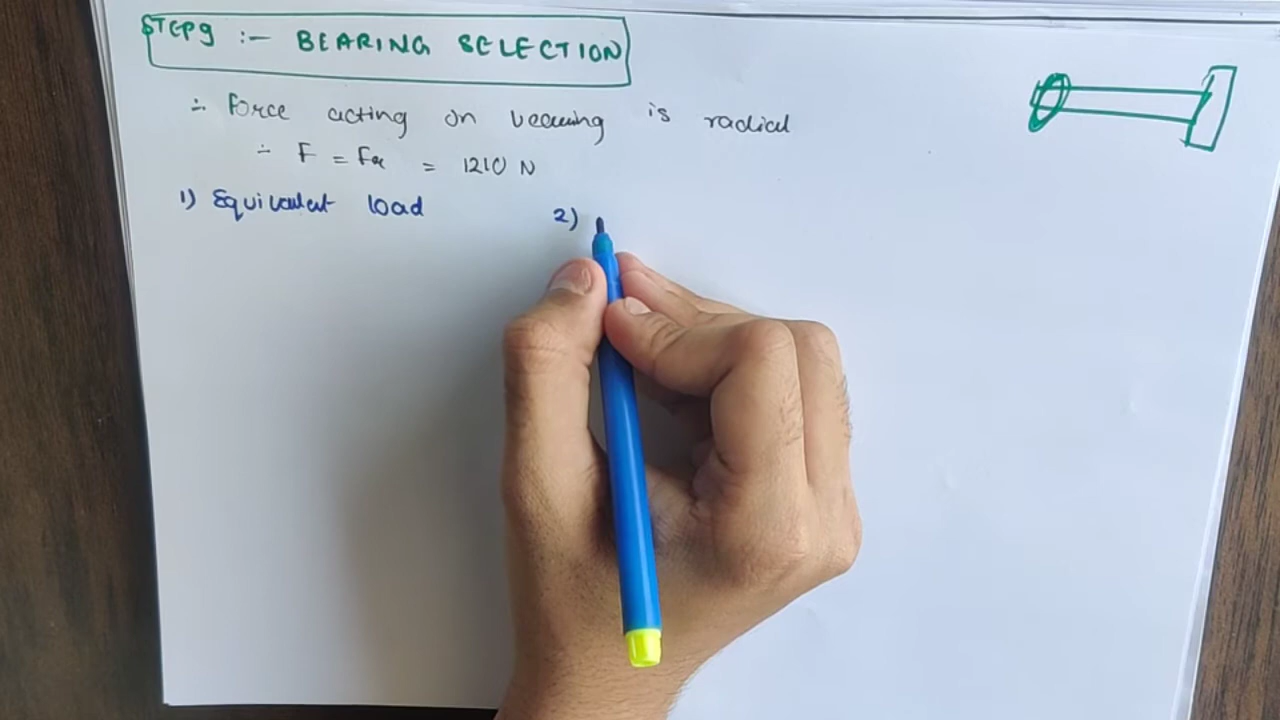 STEP9 :- BEARING SELECTION
∴ Force acting on bearing is radial
∴ F = Fr = 1210 N
1) Equivalent load
2)